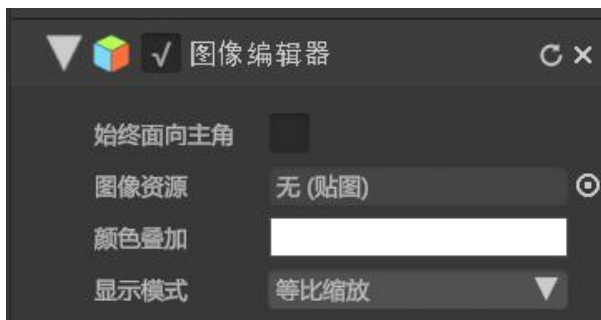 图像编辑器
始终面向主角
图像资源 无 (贴图)
颜色叠加
显示模式 等比缩放